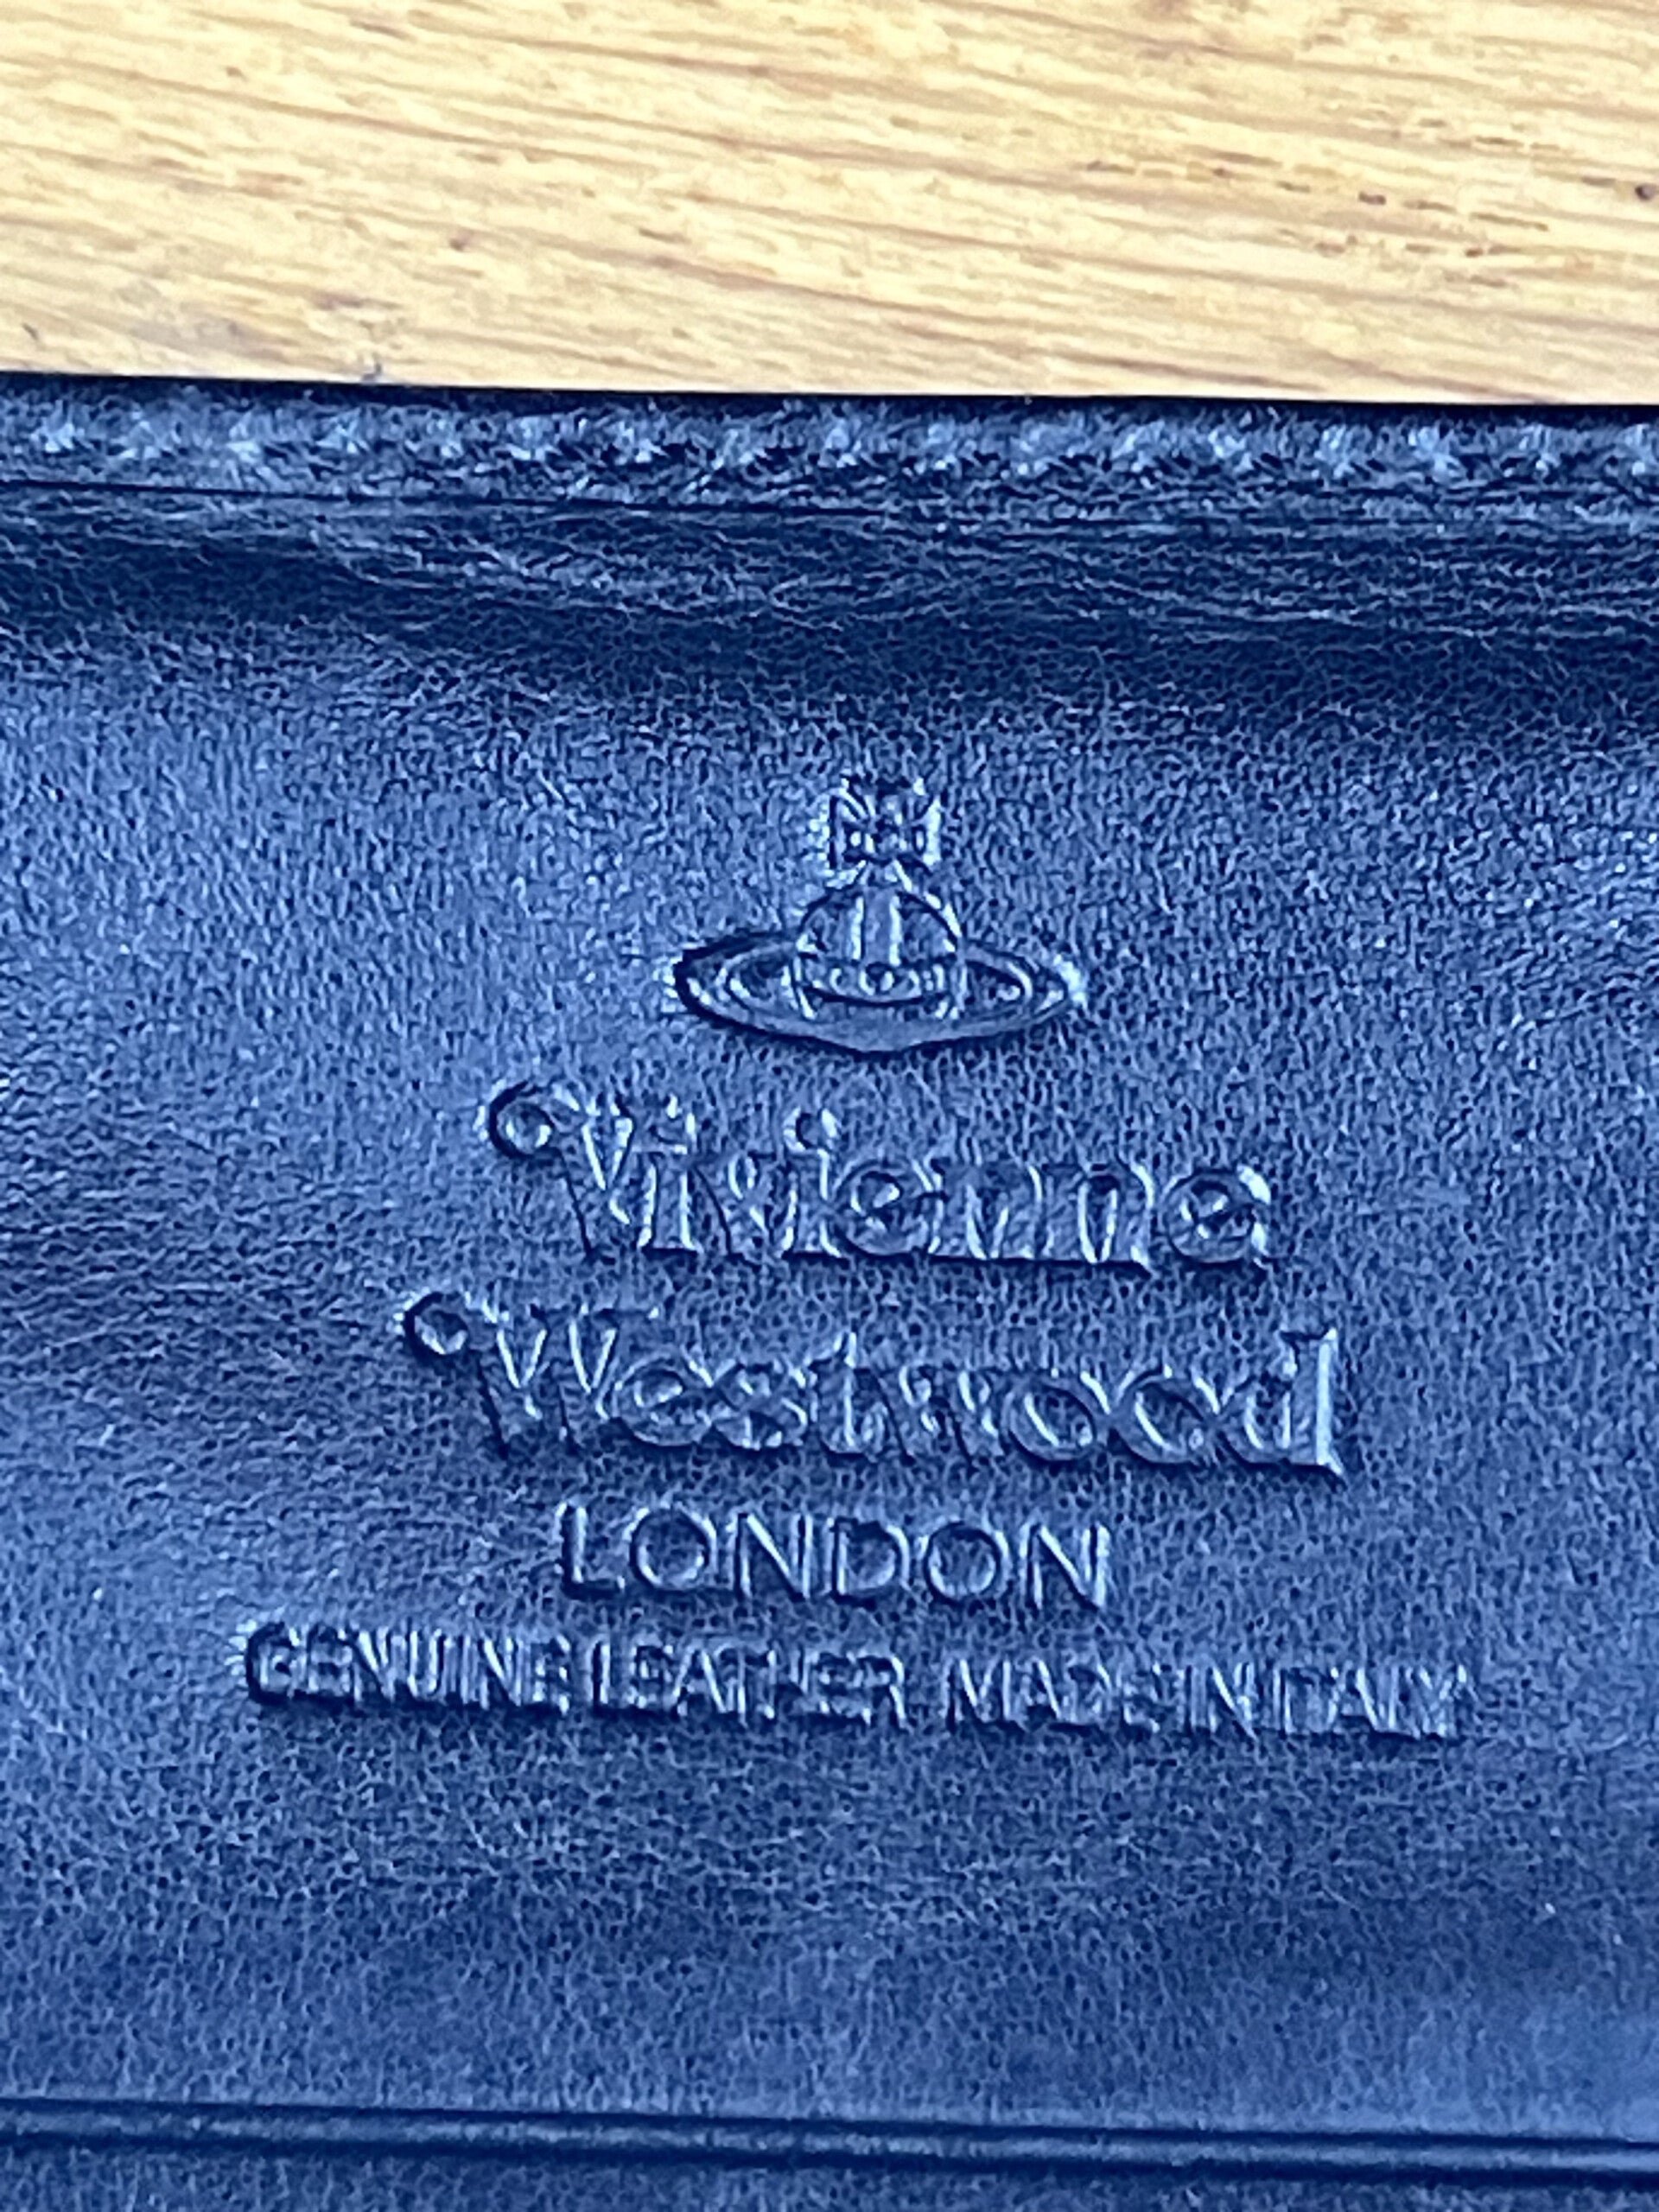 Vivienne
Westwood
LONDON
GENUINE LEATHER MADE IN ITALY